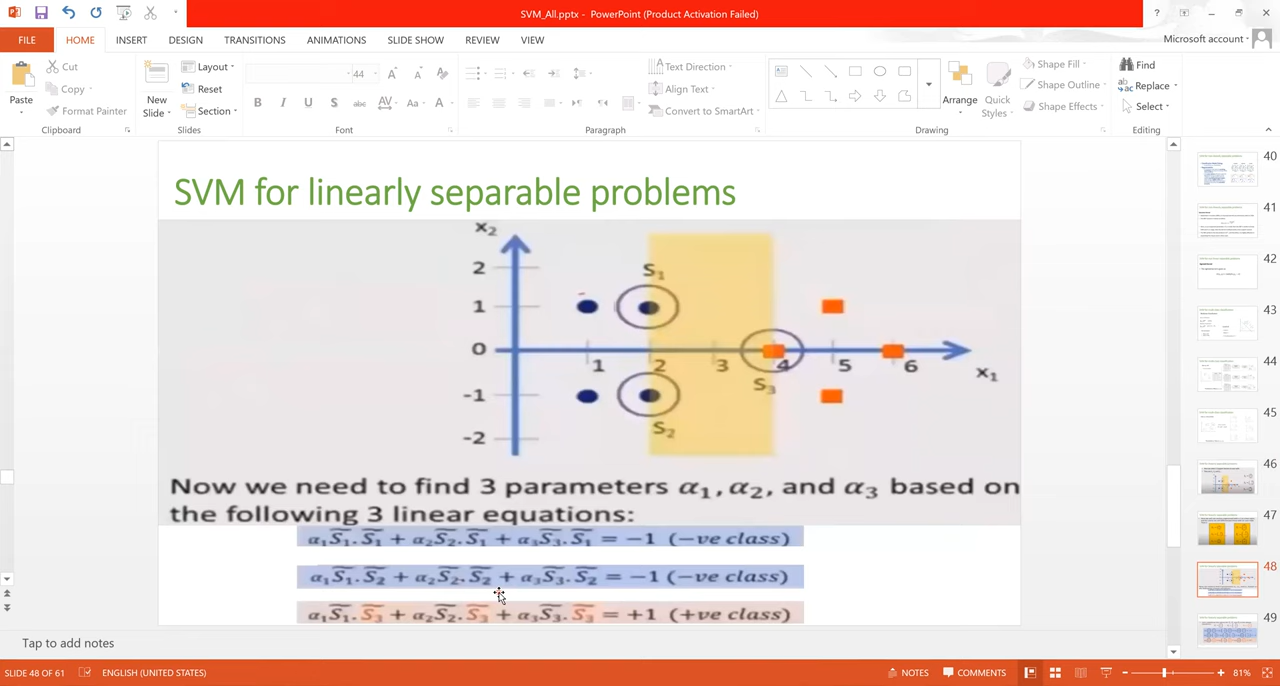 SVM_All.pptx - PowerPoint (Product Activation Failed)
FILE HOME INSERT DESIGN TRANSITIONS ANIMATIONS SLIDE SHOW REVIEW VIEW Microsoft account
Paste
Cut
Copy
Format Painter
Clipboard
New
Slide
Layout
Reset
Section
Slides
44
Font
Text Direction
Align Text
Convert to SmartArt
Paragraph
Arrange
Quick
Styles
Shape Fill
Shape Outline
Shape Effects
Drawing
Find
Replace
Select
Editing
SVM for linearly separable problems
x₂
2
1
0
-1
-2
S₁
S₂
S₃
1 2 3 4 5 6
x₁
Now we need to find 3 parameters α₁, α₂, and α₃ based on
the following 3 linear equations:
α₁S̃₁. S̃₁ + α₂S̃₂. S̃₁ + α₃S̃₃. S̃₁ = −1 (−ve class)
α₁S̃₁. S̃₂ + α₂S̃₂. S̃₂ + α₃S̃₃. S̃₂ = −1 (−ve class)
α₁S̃₁. S̃₃ + α₂S̃₂. S̃₃ + α₃S̃₃. S̃₃ = +1 (+ve class)
40
41
42
43
44
45
46
47
48
49
Tap to add notes
SLIDE 48 OF 61 ENGLISH (UNITED STATES) NOTES COMMENTS 81%